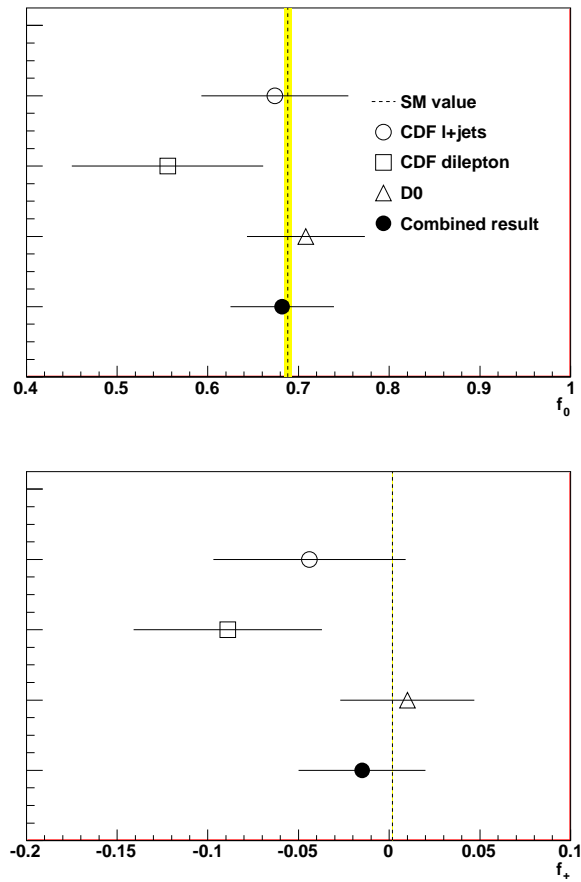 SM value
CDF l+jets
CDF dilepton
D0
Combined result
0.4 0.5 0.6 0.7 0.8 0.9 1
f0
-0.2 -0.15 -0.1 -0.05 0 0.05 0.1
f+